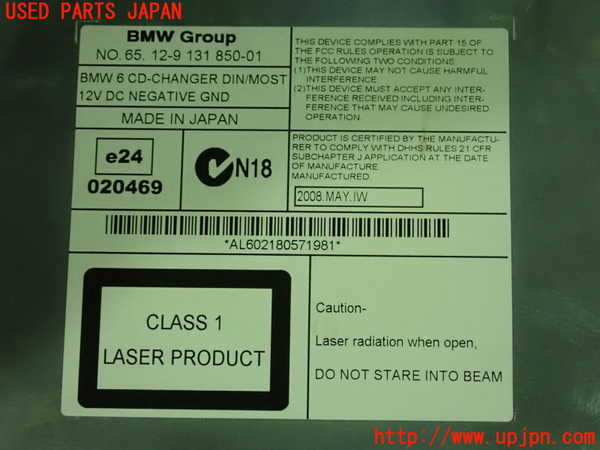 USED PARTS JAPAN
BMW Group
NO. 65. 12-9 131 850-01
BMW 6 CD-CHANGER DIN/MOST
12V DC NEGATIVE GND
MADE IN JAPAN
e24
020469
N18
THIS DEVICE COMPLIES WITH PART 15 OF
THE FCC RULES OPERATION IS SUBJECT TO
THE FOLLOWING TWO CONDITIONS:
(1)THIS DEVICE MAY NOT CAUSE HARMFUL
INTERFERENCE
(2)THIS DEVICE MUST ACCEPT ANY INTER-
FERENCE RECEIVED INCLUDING INTER-
FERENCE THAT MAY CAUSE UNDESIRED
OPERATION.
PRODUCT IS CERTIFIED BY THE MANUFACTU-
RER TO COMPLY WITH DHHS RULES 21 CFR
SUBCHAPTER J APPLICATION AT THE DATE
OF MANUFACTURE.
MANUFACTURED.
2008.MAY.IW
*AL602180571981*
CLASS 1
LASER PRODUCT
Caution-
Laser radiation when open,
DO NOT STARE INTO BEAM
http://www.upjpn.com/